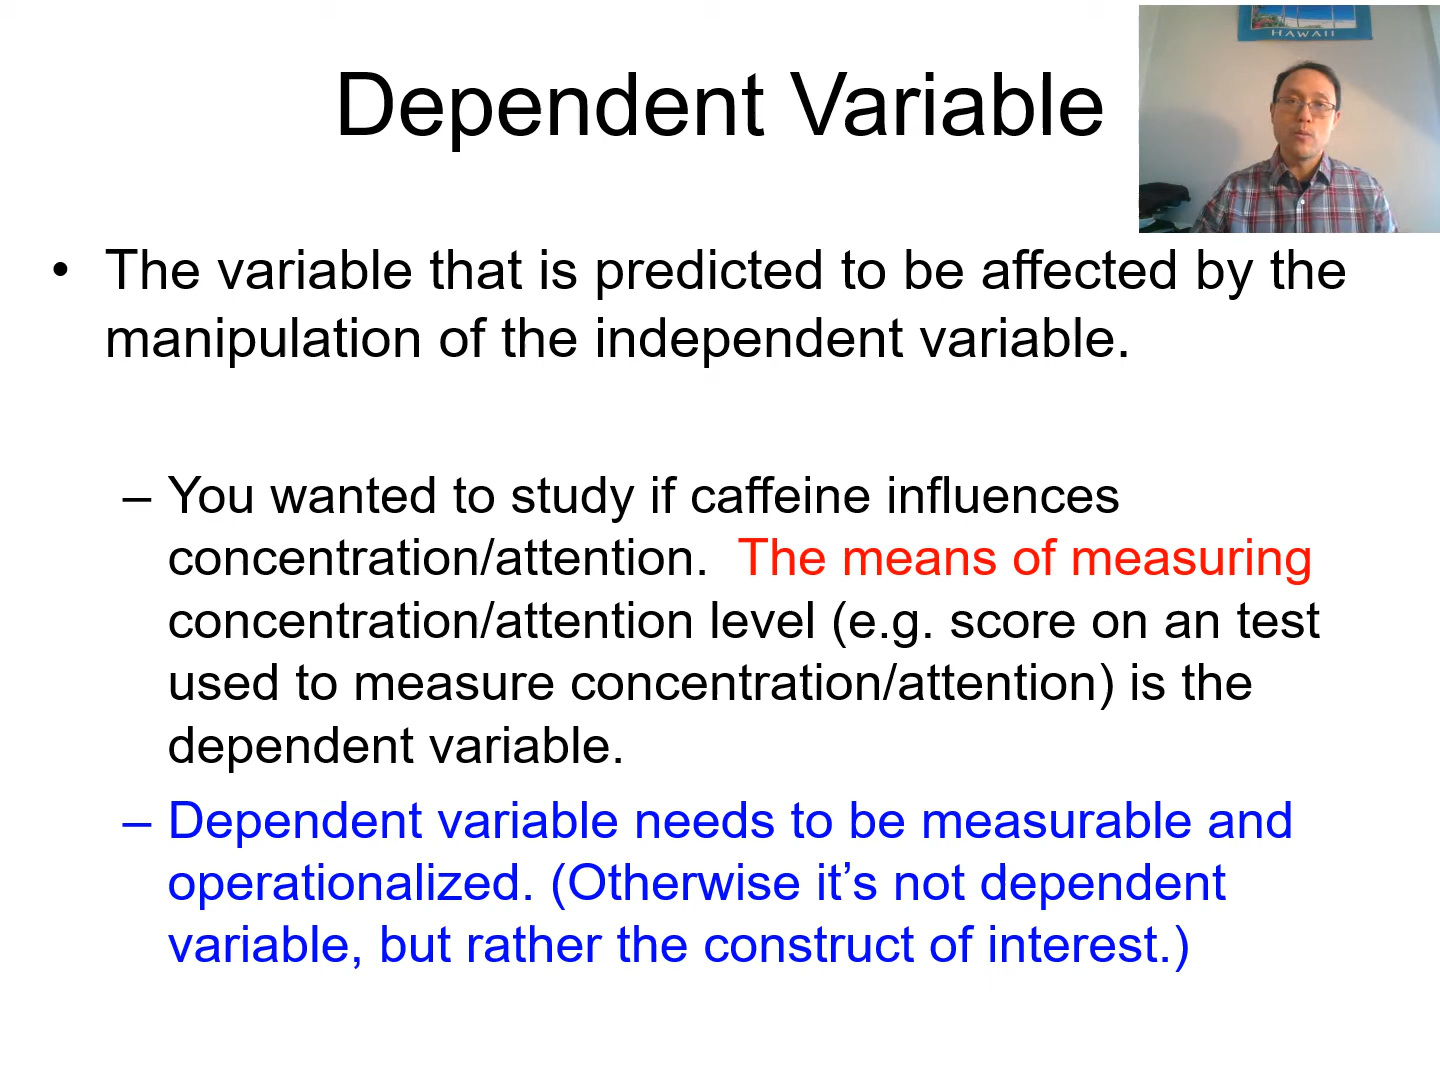 HAWAII
Dependent Variable
• The variable that is predicted to be affected by the
manipulation of the independent variable.
– You wanted to study if caffeine influences
concentration/attention. The means of measuring
concentration/attention level (e.g. score on an test
used to measure concentration/attention) is the
dependent variable.
– Dependent variable needs to be measurable and
operationalized. (Otherwise it’s not dependent
variable, but rather the construct of interest.)